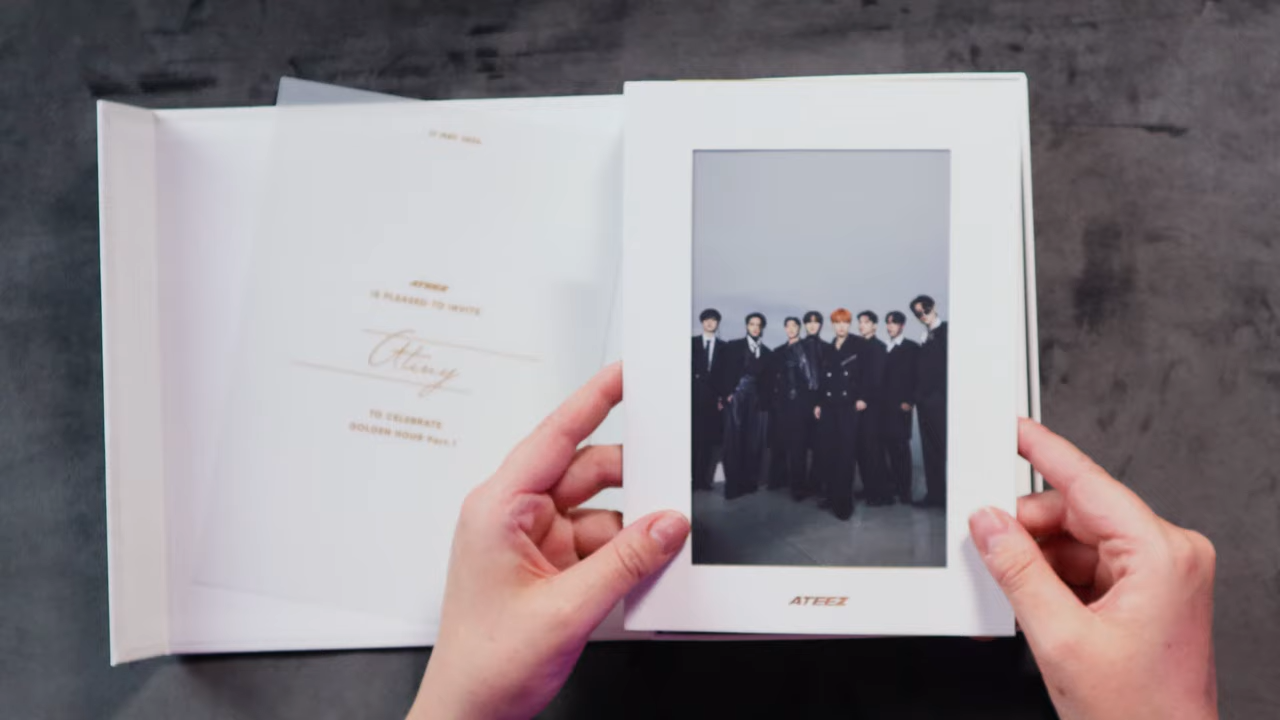 ATEEZ
IS PLEASED TO INVITE
Atiny
TO CELEBRATE
GOLDEN HOUR Part.1
ATEEZ